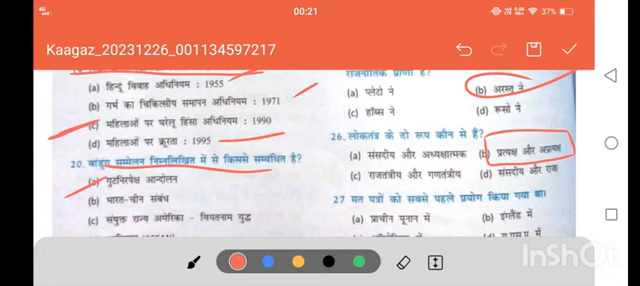 4G
00:21
37%
Kaagaz_20231226_001134597217
(a) हिन्दू विवाह अधिनियम : 1955
(b) गर्भ का चिकित्सीय समापन अधिनियम : 1971
(c) महिलाओं पर घरेलू हिंसा अधिनियम : 1990
(d) महिलाओं पर क्रूरता : 1995
20. बांडुंग सम्मेलन निम्नलिखित में से किससे सम्बंधित है?
(a) गुटनिरपेक्ष आन्दोलन
(b) भारत-चीन संबंध
(c) संयुक्त राज्य अमेरिका - वियतनाम युद्ध
राजनीतिक प्राणी है?
(a) प्लेटो ने
(b) अरस्तू ने
(c) हॉब्स ने
(d) रूसो ने
26. लोकतंत्र के दो रूप कौन से हैं?
(a) संसदीय और अध्यक्षात्मक
(b) प्रत्यक्ष और अप्रत्यक्ष
(c) राजतंत्रीय और गणतंत्रीय
(d) संसदीय और राजा
27 मत पत्रों को सबसे पहले प्रयोग किया गया था।
(a) प्राचीन यूनान में
(b) इंग्लैंड में
InShOt